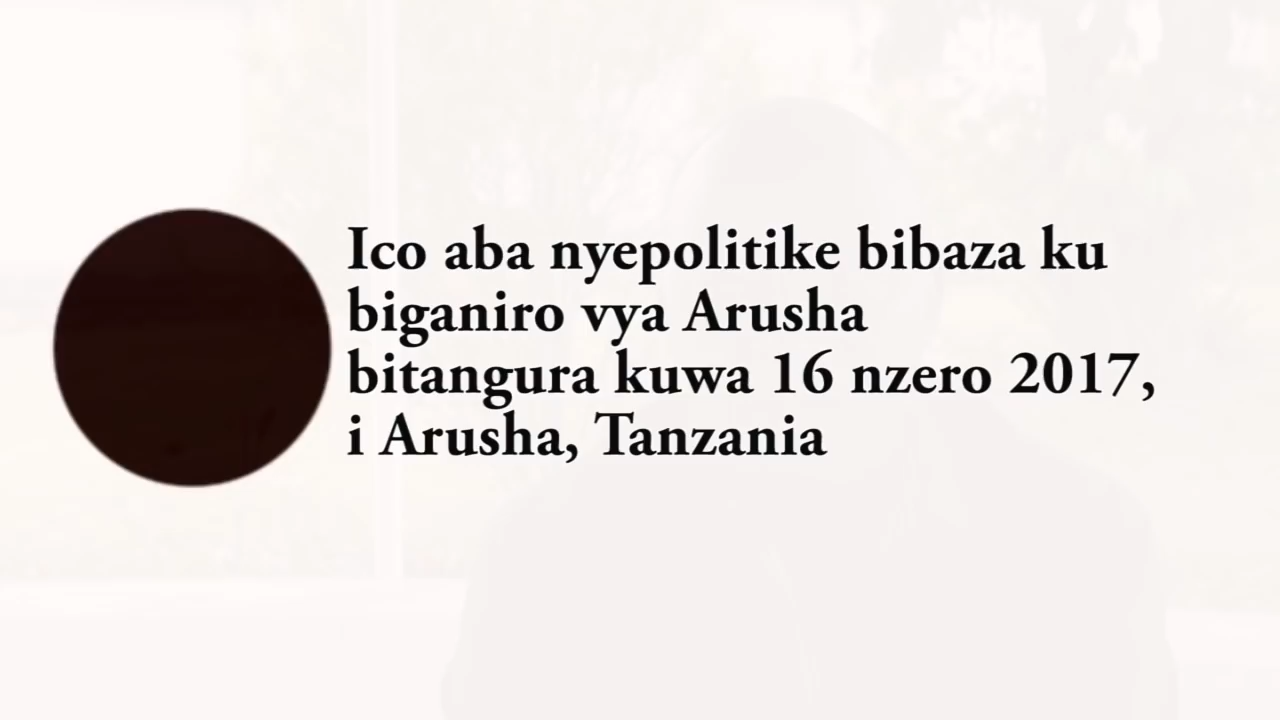 Ico aba nyepolitike bibaza ku
biganiro vya Arusha
bitangura kuwa 16 nzero 2017,
i Arusha, Tanzania